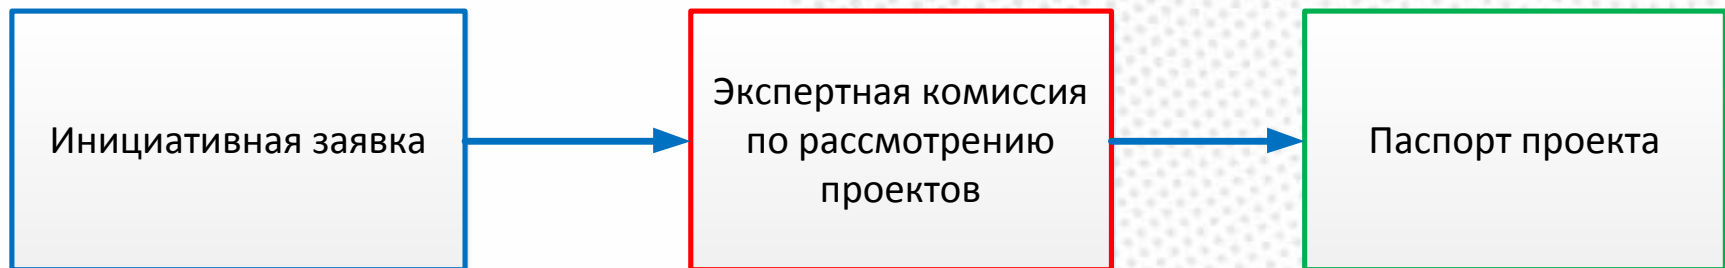 Инициативная заявка
Экспертная комиссия
по рассмотрению
проектов
Паспорт проекта